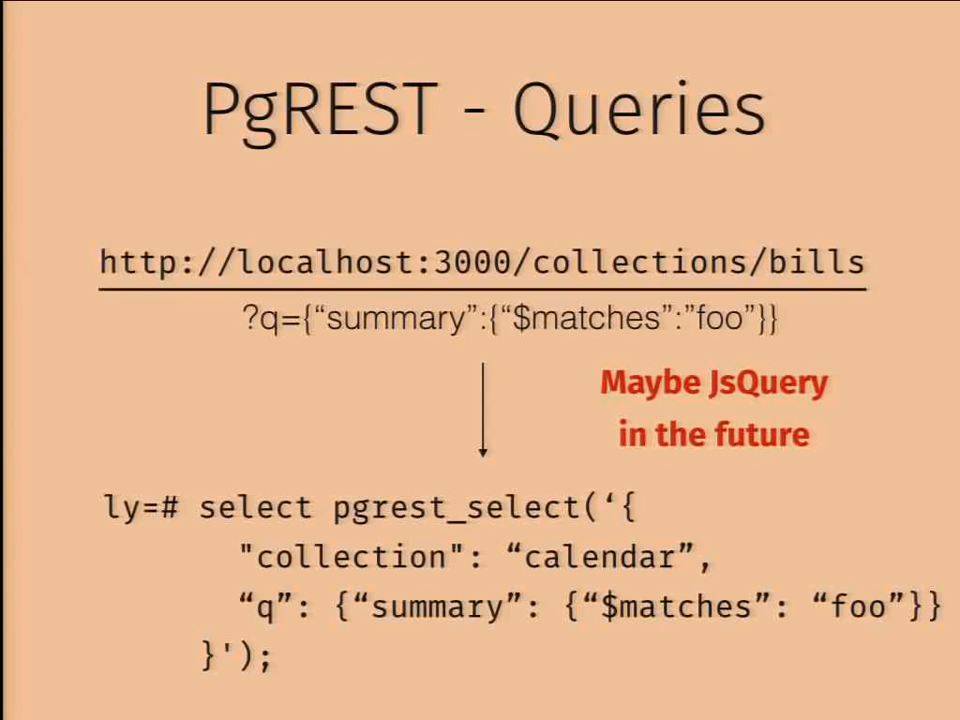 PgREST - Queries
http://localhost:3000/collections/bills
?q={“summary”:{“$matches”:”foo”}}
Maybe JsQuery
in the future
ly=# select pgrest_select(‘{
"collection": “calendar”,
“q”: {“summary”: {“$matches”: “foo”}}
}');